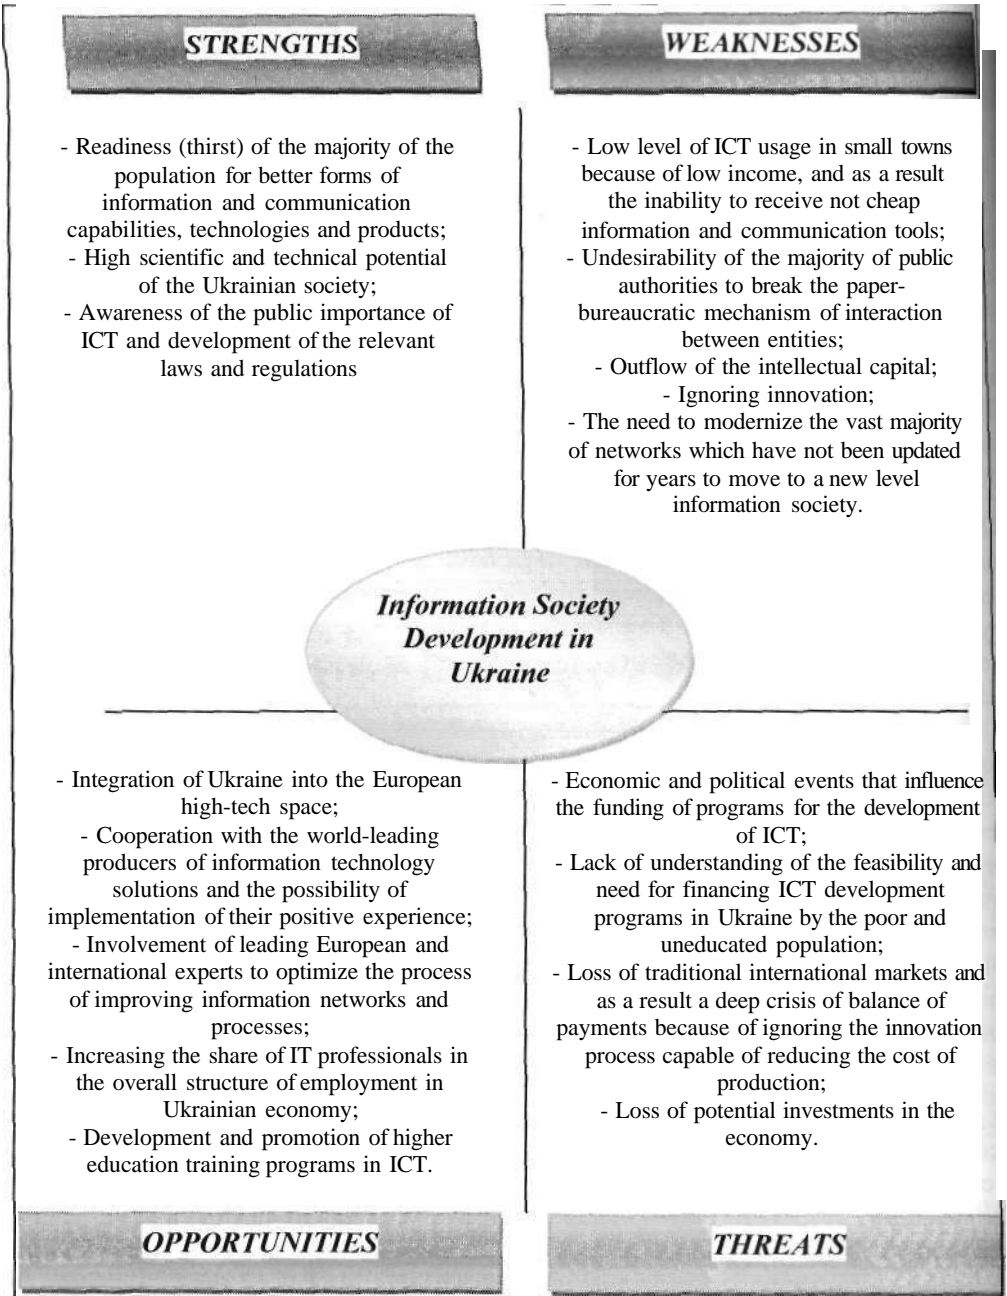 STRENGTHS
- Readiness (thirst) of the majority of the
population for better forms of
information and communication
capabilities, technologies and products;
- High scientific and technical potential
of the Ukrainian society;
- Awareness of the public importance of
ICT and development of the relevant
laws and regulations
WEAKNESSES
- Low level of ICT usage in small towns
because of low income, and as a result
the inability to receive not cheap
information and communication tools;
- Undesirability of the majority of public
authorities to break the paper-
bureaucratic mechanism of interaction
between entities;
- Outflow of the intellectual capital;
- Ignoring innovation;
- The need to modernize the vast majority
of networks which have not been updated
for years to move to a new level
information society.
Information Society
Development in
Ukraine
- Integration of Ukraine into the European
high-tech space;
- Cooperation with the world-leading
producers of information technology
solutions and the possibility of
implementation of their positive experience;
- Involvement of leading European and
international experts to optimize the process
of improving information networks and
processes;
- Increasing the share of IT professionals in
the overall structure of employment in
Ukrainian economy;
- Development and promotion of higher
education training programs in ICT.
OPPORTUNITIES
- Economic and political events that influence
the funding of programs for the development
of ICT;
- Lack of understanding of the feasibility and
need for financing ICT development
programs in Ukraine by the poor and
uneducated population;
- Loss of traditional international markets and
as a result a deep crisis of balance of
payments because of ignoring the innovation
process capable of reducing the cost of
production;
- Loss of potential investments in the
economy.
THREATS